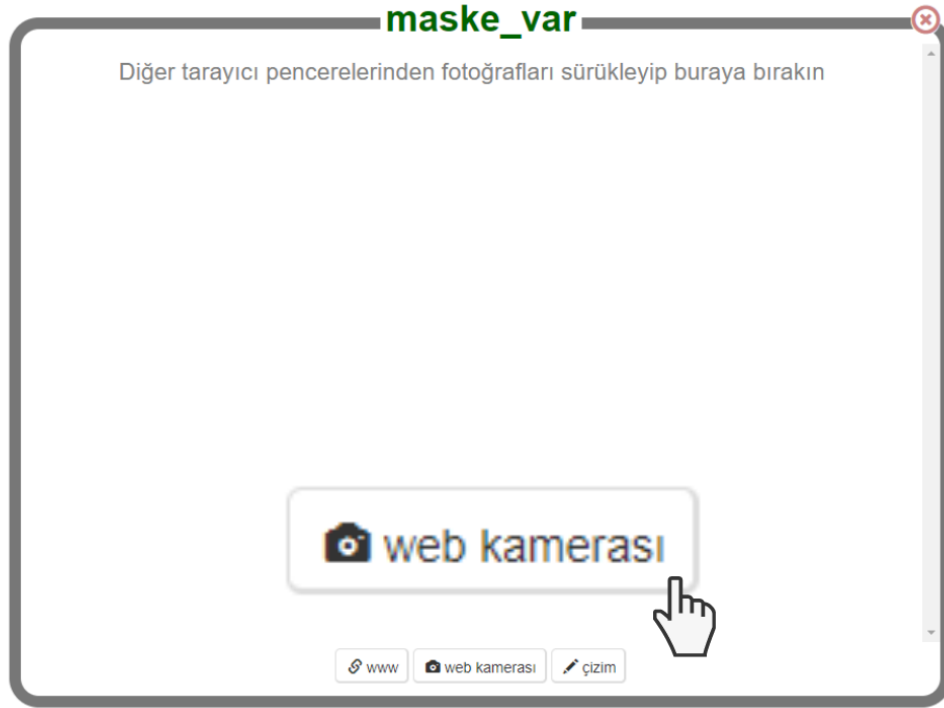 maske_var
Diğer tarayıcı pencerelerinden fotoğrafları sürükleyip buraya bırakın
web kamerası
www web kamerası çizim